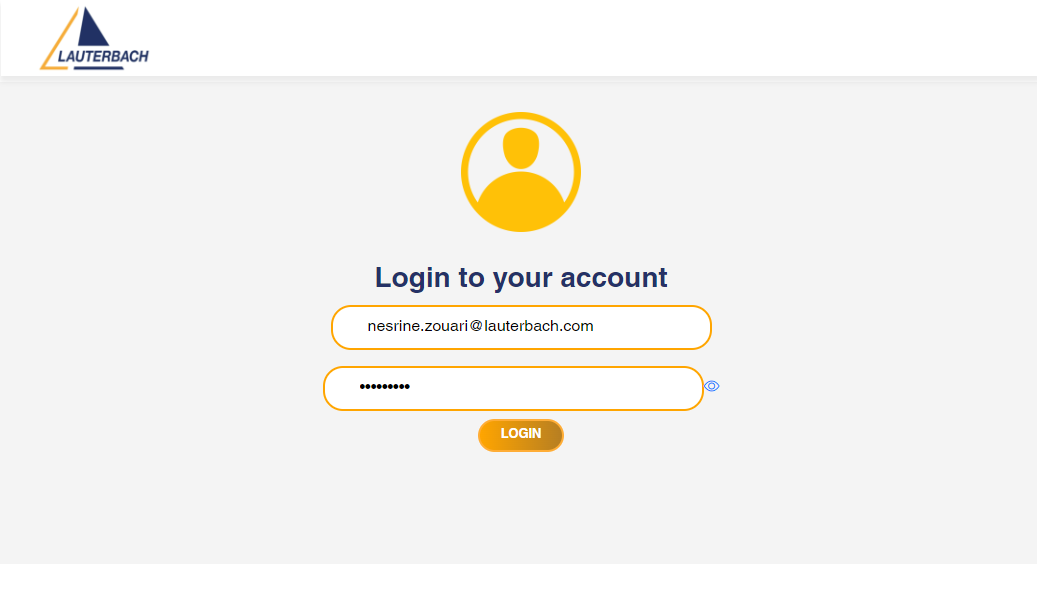 LAUTERBACH
Login to your account
nesrine.zouari@lauterbach.com
•••••••••
LOGIN